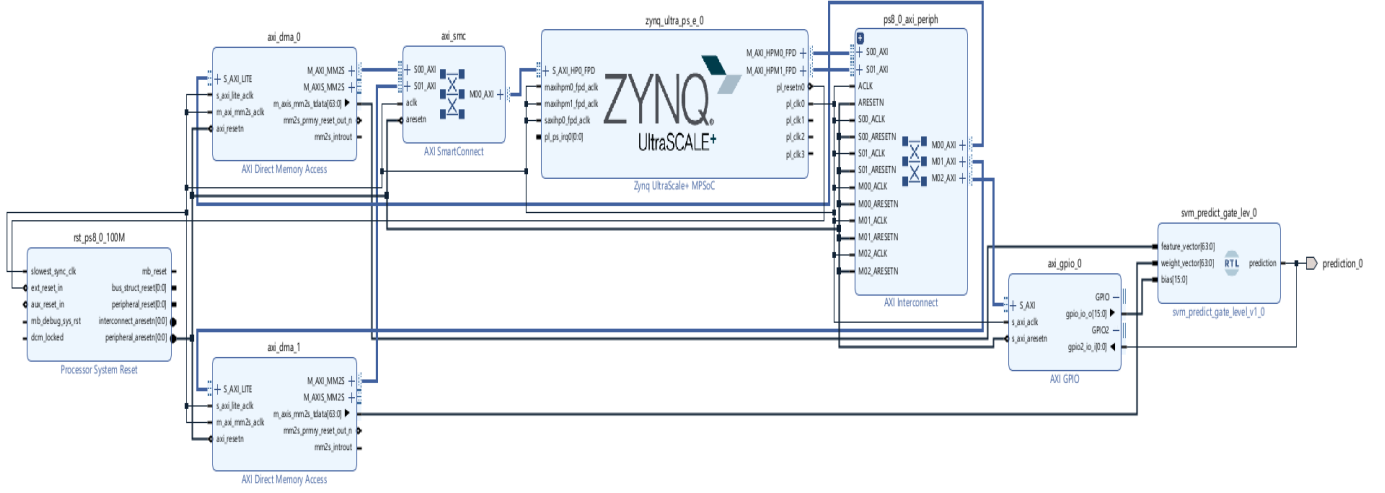 axi_dma_0
S_AXI_LITE
s_axi_lite_aclk
m_axi_mm2s_aclk
axi_resetn
M_AXI_MM2S
M_AXIS_MM2S
m_axis_mm2s_tdata[63:0]
mm2s_prmry_reset_out_n
mm2s_introut
AXI Direct Memory Access
axi_smc
S00_AXI
S01_AXI
aclk
aresetn
M00_AXI
AXI SmartConnect
zynq_ultra_ps_e_0
S_AXI_HP0_FPD
maxihpm0_fpd_aclk
maxihpm1_fpd_aclk
saxihp0_fpd_aclk
pl_ps_irq0[0:0]
ZYNQ
UltraSCALE+
M_AXI_HPM0_FPD
M_AXI_HPM1_FPD
pl_resetn0
pl_clk0
pl_clk1
pl_clk2
pl_clk3
Zynq UltraScale+ MPSoC
ps8_0_axi_periph
S00_AXI
S01_AXI
ACLK
ARESETN
S00_ACLK
S00_ARESETN
S01_ACLK
S01_ARESETN
M00_ACLK
M00_ARESETN
M01_ACLK
M01_ARESETN
M02_ACLK
M02_ARESETN
M00_AXI
M01_AXI
M02_AXI
AXI Interconnect
rst_ps8_0_100M
slowest_sync_clk
ext_reset_in
aux_reset_in
mb_debug_sys_rst
dcm_locked
mb_reset
bus_struct_reset[0:0]
peripheral_reset[0:0]
interconnect_aresetn[0:0]
peripheral_aresetn[0:0]
Processor System Reset
axi_dma_1
S_AXI_LITE
s_axi_lite_aclk
m_axi_mm2s_aclk
axi_resetn
M_AXI_MM2S
M_AXIS_MM2S
m_axis_mm2s_tdata[63:0]
mm2s_prmry_reset_out_n
mm2s_introut
AXI Direct Memory Access
axi_gpio_0
S_AXI
s_axi_aclk
s_axi_aresetn
GPIO
gpio_io_o[15:0]
GPIO2
gpio2_io_i[0:0]
AXI GPIO
svm_predict_gate_lev_0
feature_vector[63:0]
weight_vector[63:0]
bias[15:0]
RTL
prediction
svm_predict_gate_level_v1_0
prediction_0